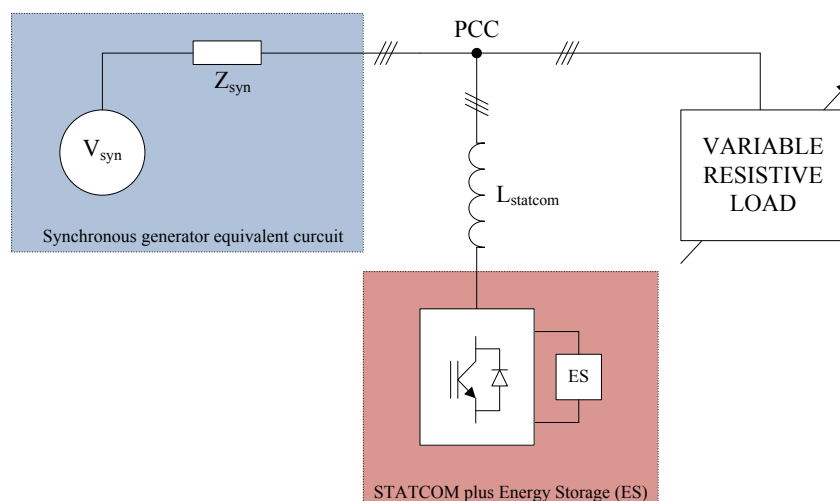 PCC
Z_syn
V_syn
VARIABLE
RESISTIVE
LOAD
L_statcom
Synchronous generator equivalent curcuit
ES
STATCOM plus Energy Storage (ES)